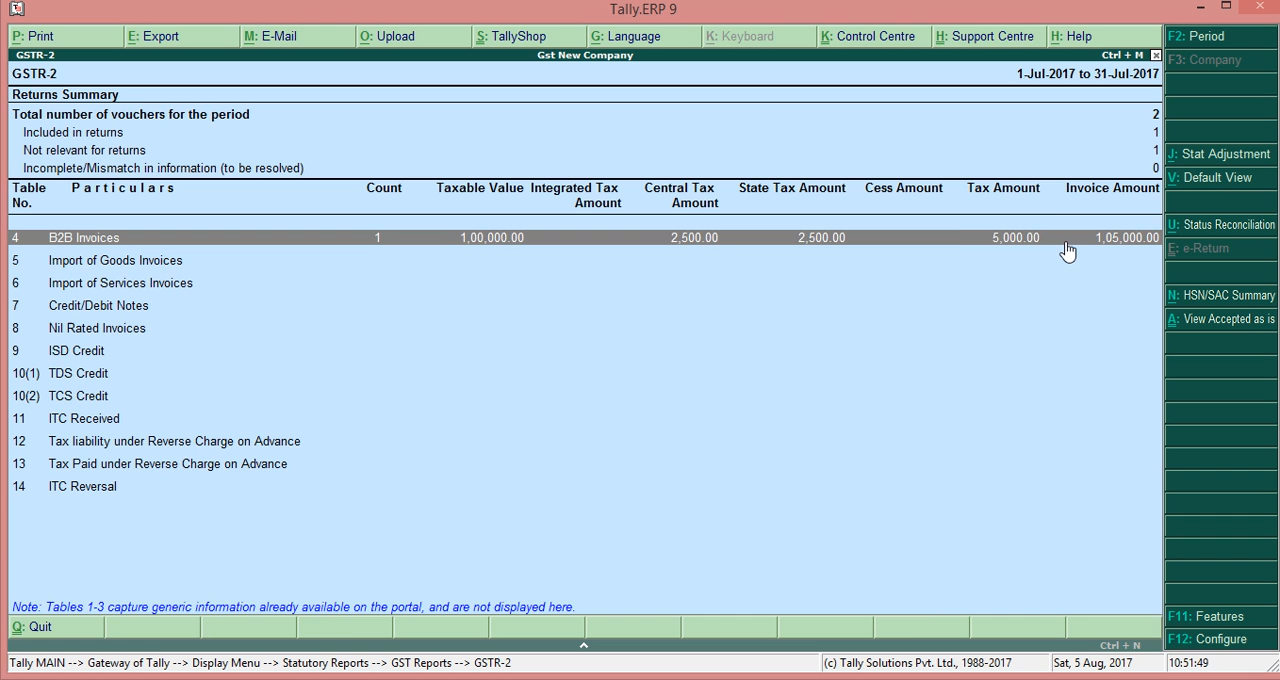 Tally.ERP 9
P: Print E: Export M: E-Mail O: Upload S: TallyShop G: Language K: Keyboard K: Control Centre H: Support Centre H: Help
GSTR-2 Gst New Company Ctrl + M
GSTR-2 1-Jul-2017 to 31-Jul-2017
Returns Summary
Total number of vouchers for the period 2
Included in returns 1
Not relevant for returns 1
Incomplete/Mismatch in information (to be resolved) 0
Table Particulars Count Taxable Value Integrated Tax Central Tax State Tax Amount Cess Amount Tax Amount Invoice Amount
No. Amount Amount
4 B2B Invoices 1 1,00,000.00 2,500.00 2,500.00 5,000.00 1,05,000.00
5 Import of Goods Invoices
6 Import of Services Invoices
7 Credit/Debit Notes
8 Nil Rated Invoices
9 ISD Credit
10(1) TDS Credit
10(2) TCS Credit
11 ITC Received
12 Tax liability under Reverse Charge on Advance
13 Tax Paid under Reverse Charge on Advance
14 ITC Reversal
Note: Tables 1-3 capture generic information already available on the portal, and are not displayed here.
Q: Quit
Ctrl + N
Tally MAIN --> Gateway of Tally --> Display Menu --> Statutory Reports --> GST Reports --> GSTR-2 (c) Tally Solutions Pvt. Ltd., 1988-2017 Sat, 5 Aug, 2017 10:51:49
F2: Period
F3: Company
J: Stat Adjustment
V: Default View
U: Status Reconciliation
E: e-Return
N: HSN/SAC Summary
A: View Accepted as is
F11: Features
F12: Configure